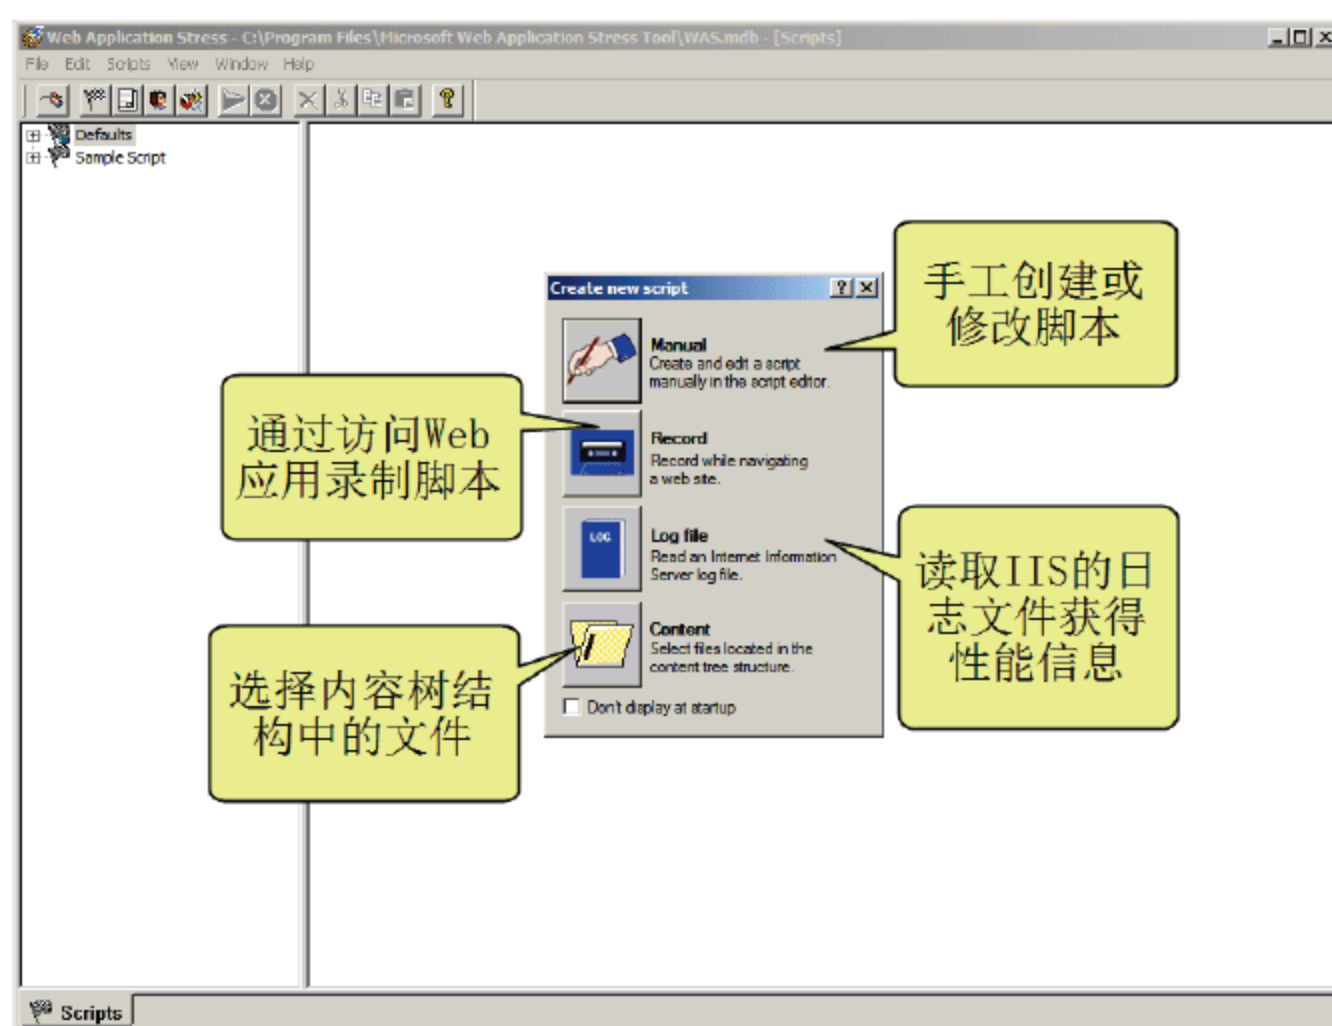 Web Application Stress - C:\Program Files\Microsoft Web Application Stress Tool\WAS.mdb - [Scripts]
File Edit Scripts View Window Help
Defaults
Sample Script
Create new script
Manual
Create and edit a script
manually in the script editor.
手工创建或
修改脚本
Record
Record while navigating
a web site.
通过访问Web
应用录制脚本
LOG
Log file
Read an Internet Information
Server log file.
读取IIS的日
志文件获得
性能信息
Content
Select files located in the
content tree structure.
选择内容树结
构中的文件
Don't display at startup
Scripts